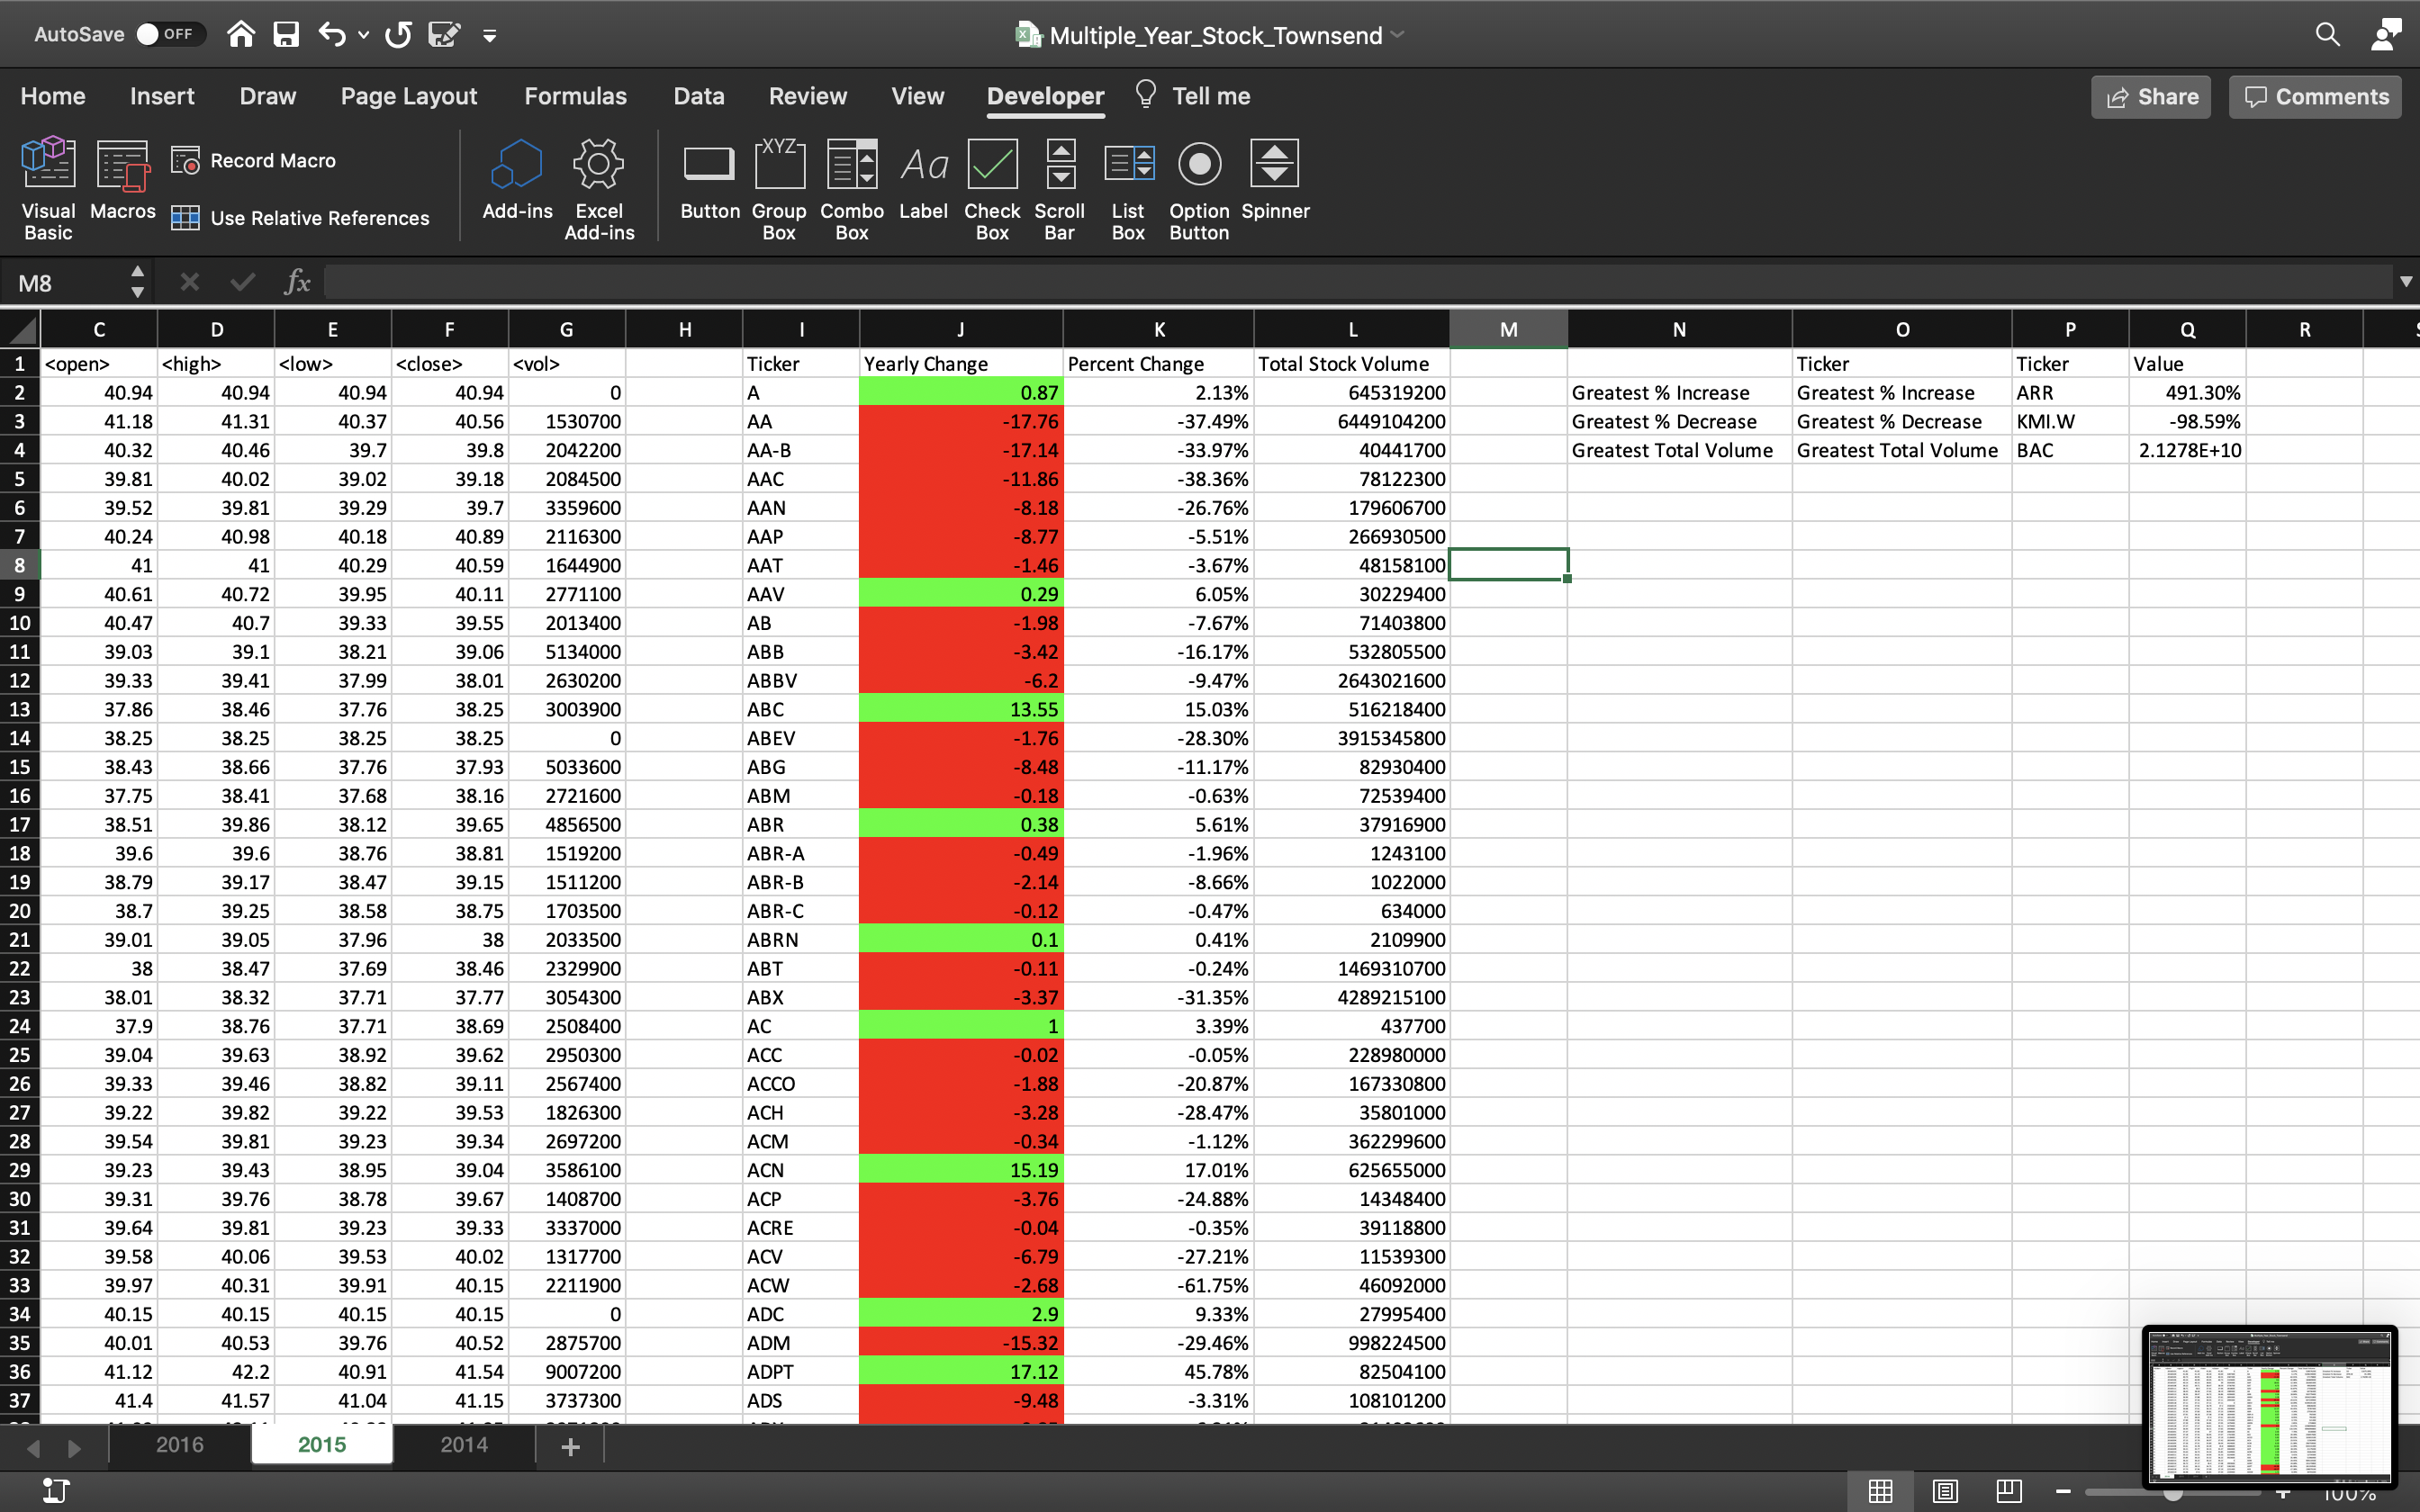 AutoSave OFF Multiple_Year_Stock_Townsend
Home Insert Draw Page Layout Formulas Data Review View Developer Tell me Share Comments
Visual Basic Macros Record Macro Use Relative References Add-ins Excel Add-ins Button Group Box Combo Box Label Check Box Scroll Bar List Box Option Button Spinner
XYZ Aa
M8 fx
C D E F G H I J K L M N O P Q R
1 <open> <high> <low> <close> <vol> Ticker Yearly Change Percent Change Total Stock Volume Ticker Ticker Value
2 40.94 40.94 40.94 40.94 0 A 0.87 2.13% 645319200 Greatest % Increase Greatest % Increase ARR 491.30%
3 41.18 41.31 40.37 40.56 1530700 AA -17.76 -37.49% 6449104200 Greatest % Decrease Greatest % Decrease KMI.W -98.59%
4 40.32 40.46 39.7 39.8 2042200 AA-B -17.14 -33.97% 40441700 Greatest Total Volume Greatest Total Volume BAC 2.1278E+10
5 39.81 40.02 39.02 39.18 2084500 AAC -11.86 -38.36% 78122300
6 39.52 39.81 39.29 39.7 3359600 AAN -8.18 -26.76% 179606700
7 40.24 40.98 40.18 40.89 2116300 AAP -8.77 -5.51% 266930500
8 41 41 40.29 40.59 1644900 AAT -1.46 -3.67% 48158100
9 40.61 40.72 39.95 40.11 2771100 AAV 0.29 6.05% 30229400
10 40.47 40.7 39.33 39.55 2013400 AB -1.98 -7.67% 71403800
11 39.03 39.1 38.21 39.06 5134000 ABB -3.42 -16.17% 532805500
12 39.33 39.41 37.99 38.01 2630200 ABBV -6.2 -9.47% 2643021600
13 37.86 38.46 37.76 38.25 3003900 ABC 13.55 15.03% 516218400
14 38.25 38.25 38.25 38.25 0 ABEV -1.76 -28.30% 3915345800
15 38.43 38.66 37.76 37.93 5033600 ABG -8.48 -11.17% 82930400
16 37.75 38.41 37.68 38.16 2721600 ABM -0.18 -0.63% 72539400
17 38.51 39.86 38.12 39.65 4856500 ABR 0.38 5.61% 37916900
18 39.6 39.6 38.76 38.81 1519200 ABR-A -0.49 -1.96% 1243100
19 38.79 39.17 38.47 39.15 1511200 ABR-B -2.14 -8.66% 1022000
20 38.7 39.25 38.58 38.75 1703500 ABR-C -0.12 -0.47% 634000
21 39.01 39.05 37.96 38 2033500 ABRN 0.1 0.41% 2109900
22 38 38.47 37.69 38.46 2329900 ABT -0.11 -0.24% 1469310700
23 38.01 38.32 37.71 37.77 3054300 ABX -3.37 -31.35% 4289215100
24 37.9 38.76 37.71 38.69 2508400 AC 1 3.39% 437700
25 39.04 39.63 38.92 39.62 2950300 ACC -0.02 -0.05% 228980000
26 39.33 39.46 38.82 39.11 2567400 ACCO -1.88 -20.87% 167330800
27 39.22 39.82 39.22 39.53 1826300 ACH -3.28 -28.47% 35801000
28 39.54 39.81 39.23 39.34 2697200 ACM -0.34 -1.12% 362299600
29 39.23 39.43 38.95 39.04 3586100 ACN 15.19 17.01% 625655000
30 39.31 39.76 38.78 39.67 1408700 ACP -3.76 -24.88% 14348400
31 39.64 39.81 39.23 39.33 3337000 ACRE -0.04 -0.35% 39118800
32 39.58 40.06 39.53 40.02 1317700 ACV -6.79 -27.21% 11539300
33 39.97 40.31 39.91 40.15 2211900 ACW -2.68 -61.75% 46092000
34 40.15 40.15 40.15 40.15 0 ADC 2.9 9.33% 27995400
35 40.01 40.53 39.76 40.52 2875700 ADM -15.32 -29.46% 998224500
36 41.12 42.2 40.91 41.54 9007200 ADPT 17.12 45.78% 82504100
37 41.4 41.57 41.04 41.15 3737300 ADS -9.48 -3.31% 108101200
2016 2015 2014 +
100%